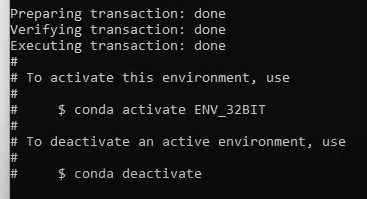 Preparing transaction: done
Verifying transaction: done
Executing transaction: done
#
# To activate this environment, use
#
#     $ conda activate ENV_32BIT
#
# To deactivate an active environment, use
#
#     $ conda deactivate